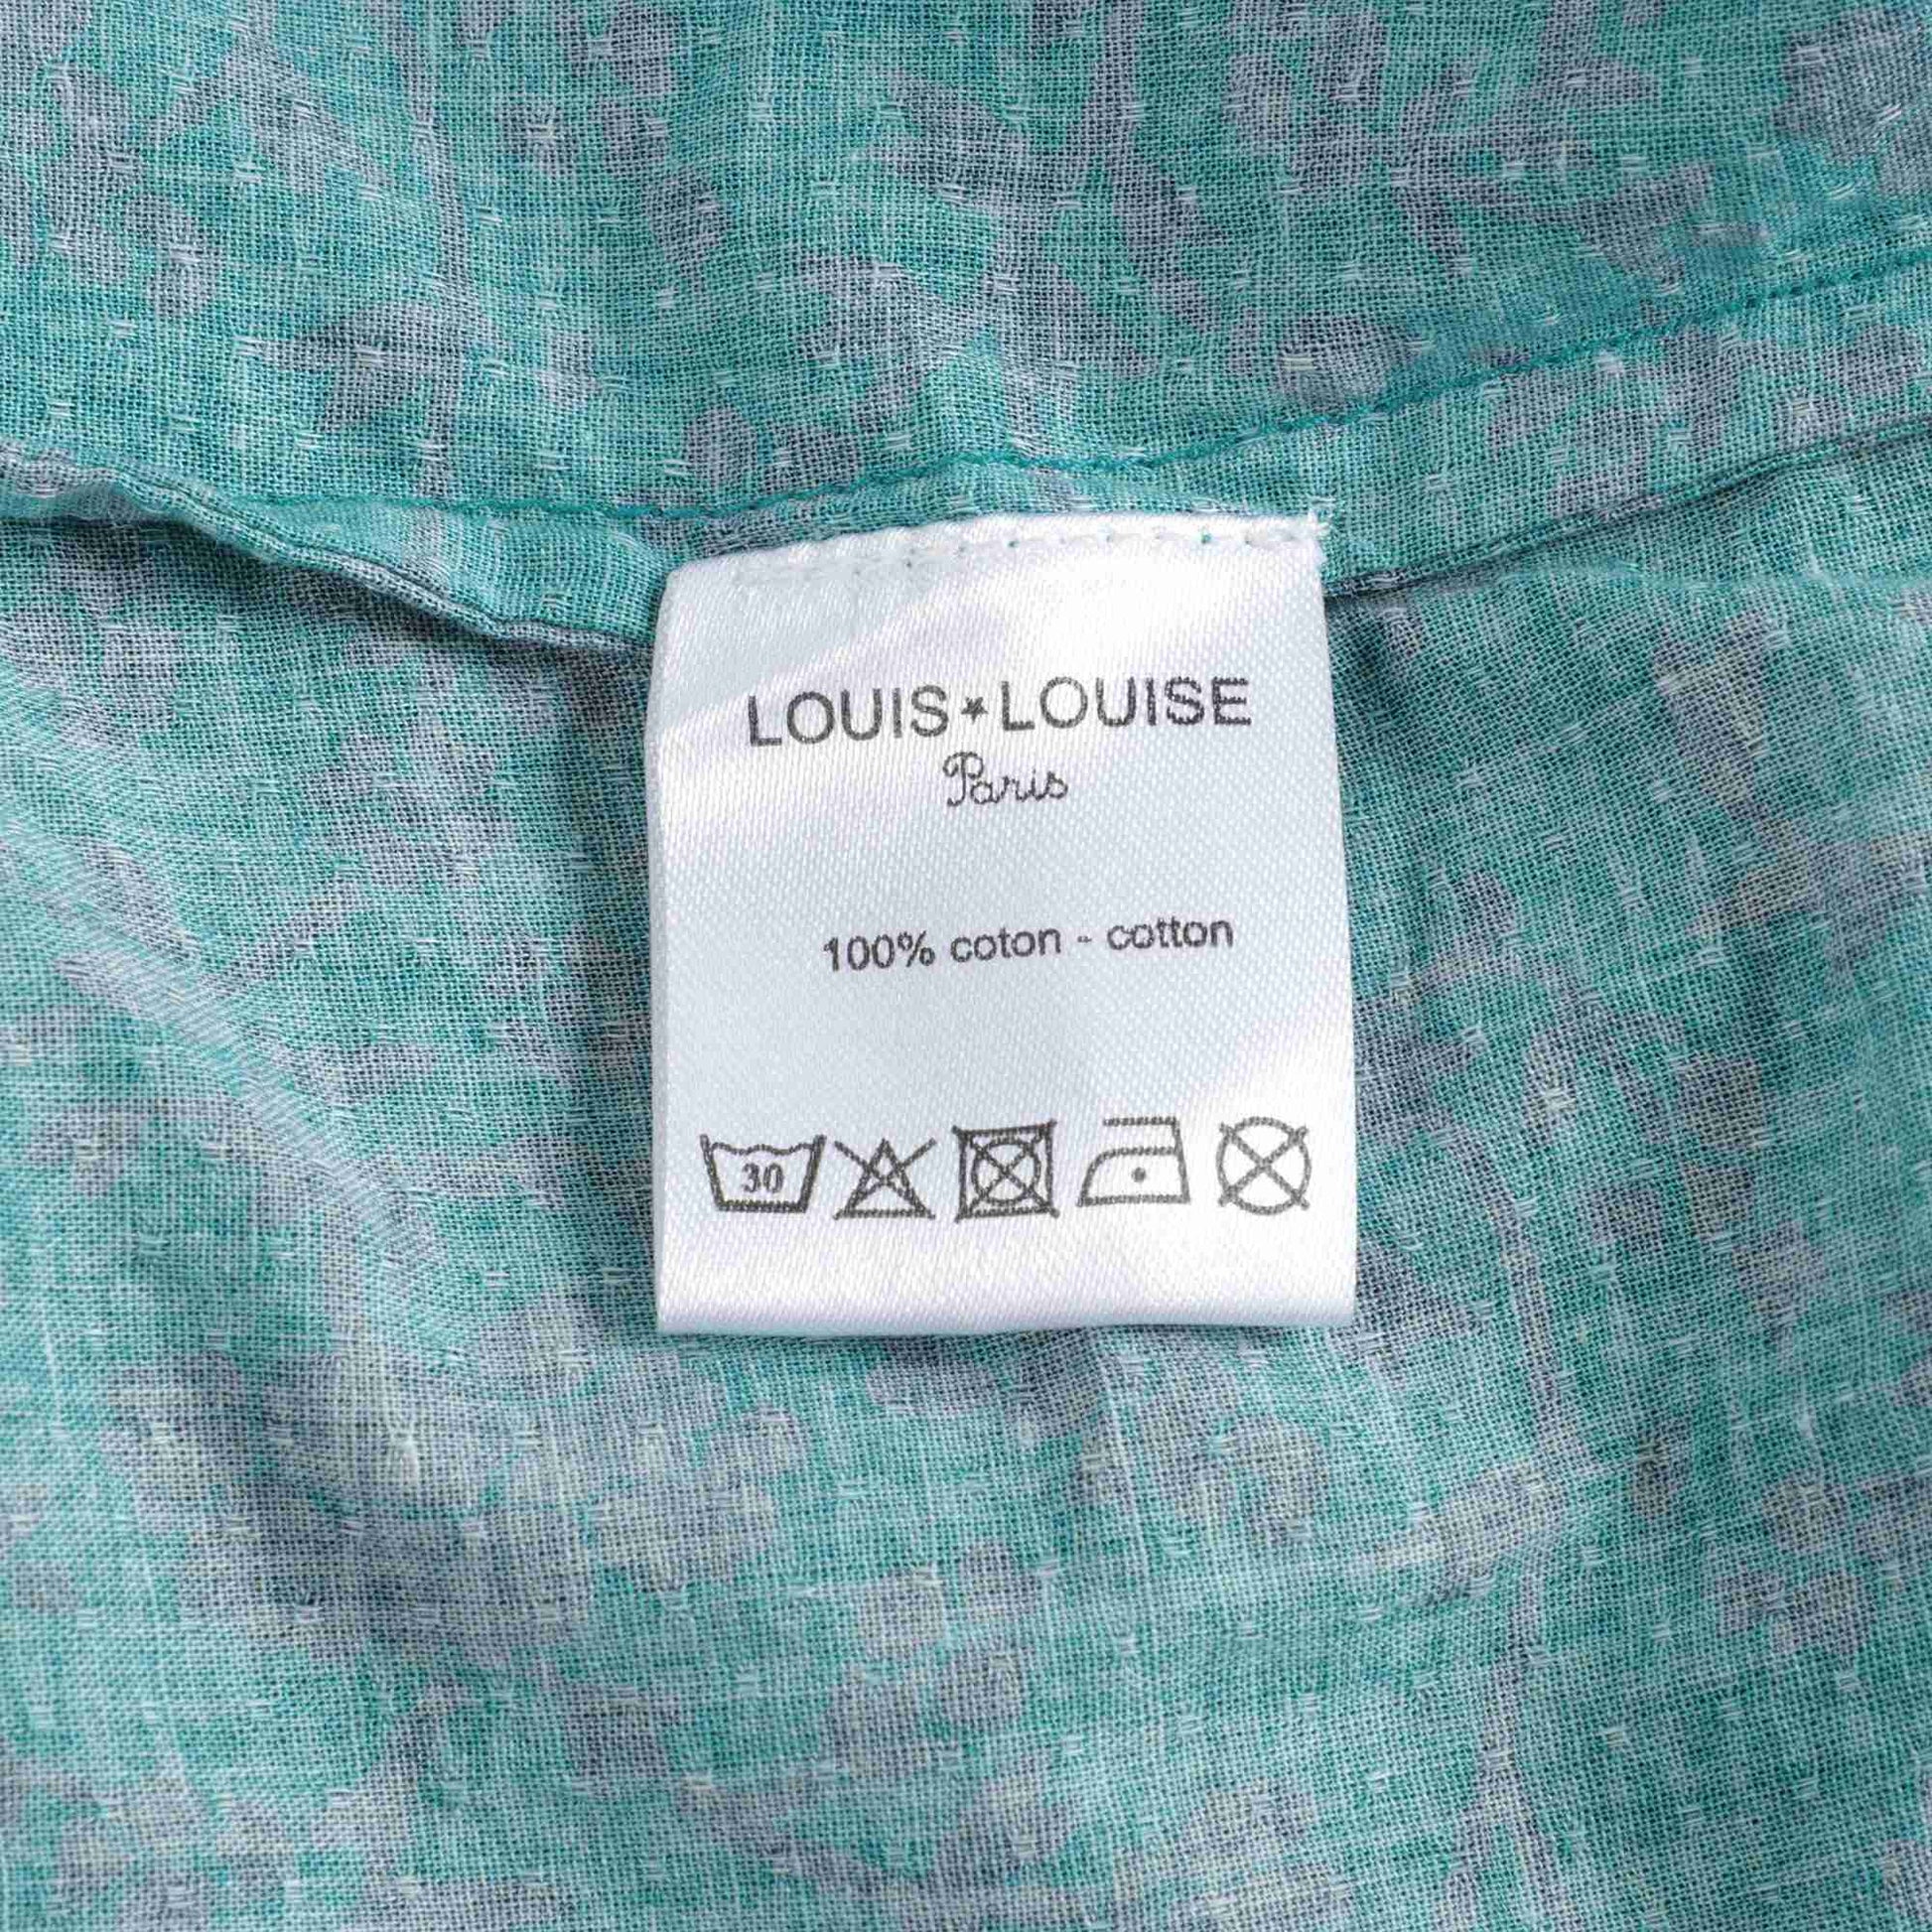 LOUIS★LOUISE
Paris
100% coton - cotton
30